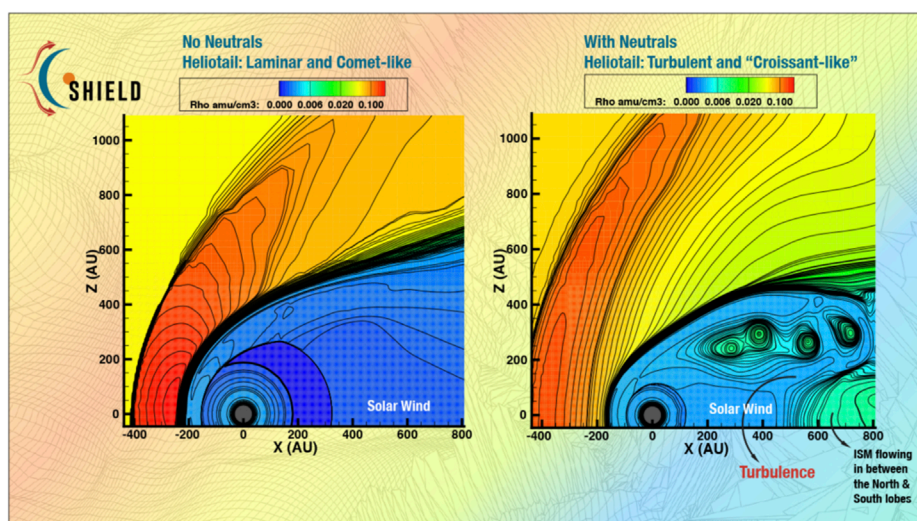 SHIELD
No Neutrals
Heliotail: Laminar and Comet-like
Rho amu/cm3: 0.000 0.006 0.020 0.100
1000
800
600
400
200
0
Z (AU)
-400 -200 0 200 400 600 800
X (AU)
Solar Wind
With Neutrals
Heliotail: Turbulent and “Croissant-like”
Rho amu/cm3: 0.000 0.006 0.020 0.100
1000
800
600
400
200
0
Z (AU)
-400 -200 0 200 400 600 800
X (AU)
Solar Wind
Turbulence
ISM flowing
in between
the North &
South lobes